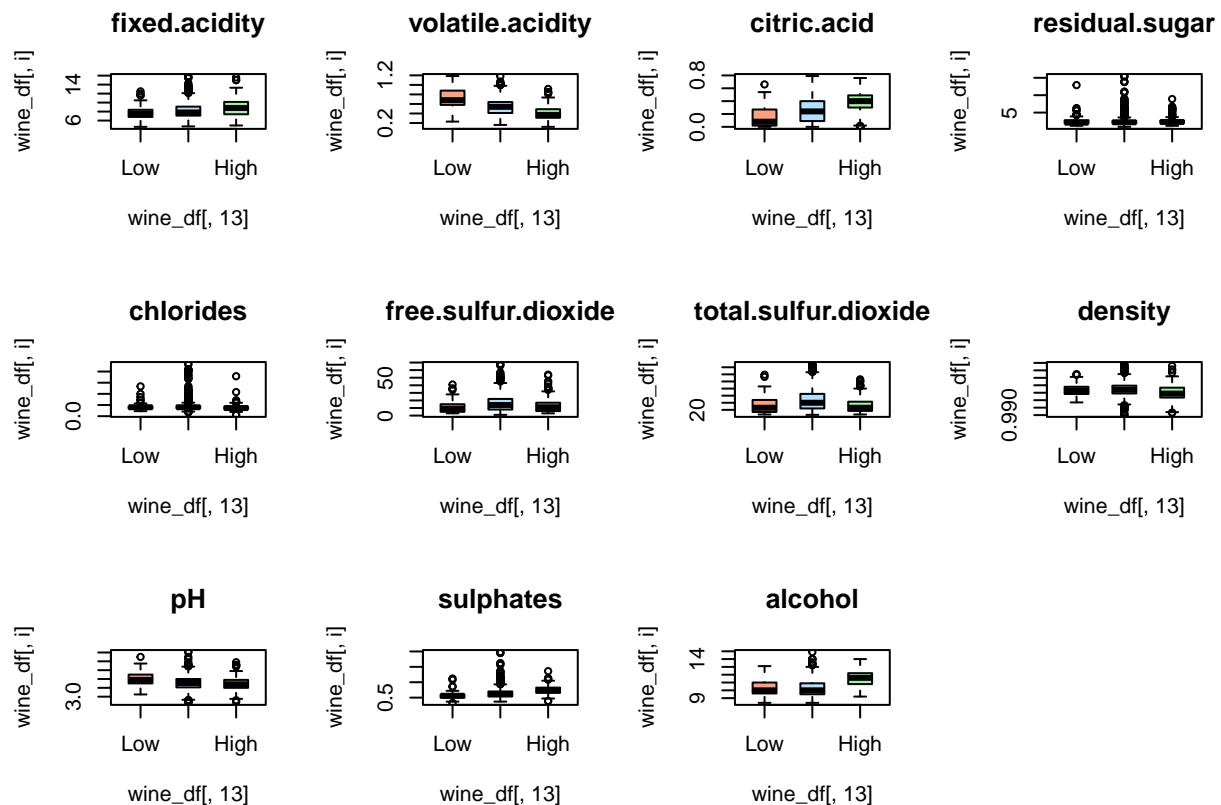 fixed.acidity
wine_df[, i]
14
6
Low High
wine_df[, 13]
volatile.acidity
wine_df[, i]
1.2
0.2
Low High
wine_df[, 13]
citric.acid
wine_df[, i]
0.8
0.0
Low High
wine_df[, 13]
residual.sugar
wine_df[, i]
5
Low High
wine_df[, 13]
chlorides
wine_df[, i]
0.0
Low High
wine_df[, 13]
free.sulfur.dioxide
wine_df[, i]
50
0
Low High
wine_df[, 13]
total.sulfur.dioxide
wine_df[, i]
20
Low High
wine_df[, 13]
density
wine_df[, i]
0.990
Low High
wine_df[, 13]
pH
wine_df[, i]
3.0
Low High
wine_df[, 13]
sulphates
wine_df[, i]
0.5
Low High
wine_df[, 13]
alcohol
wine_df[, i]
14
9
Low High
wine_df[, 13]